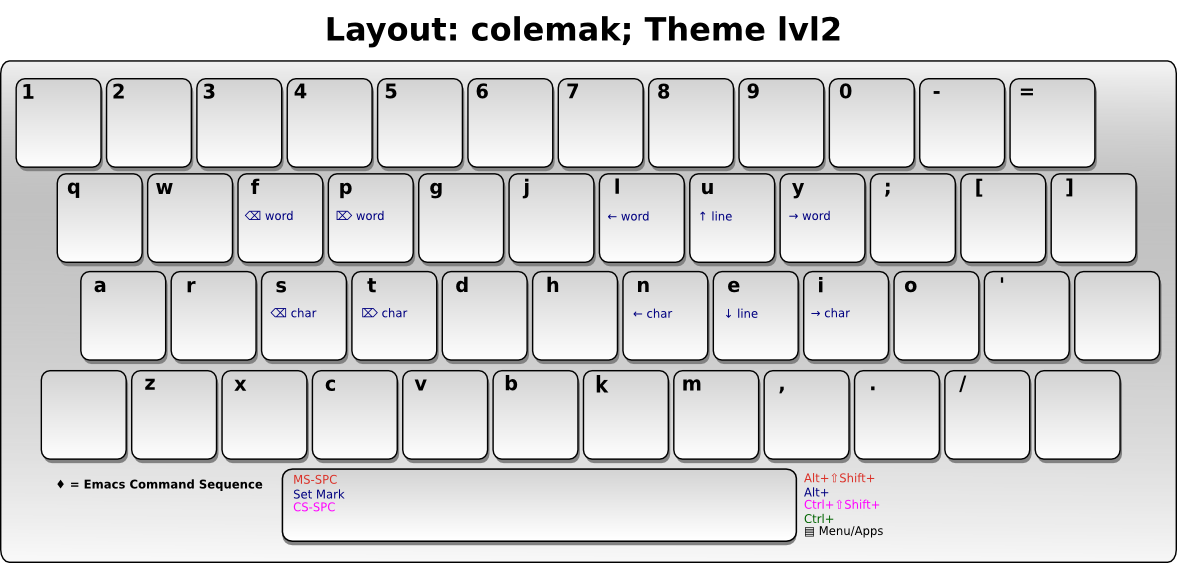 Layout: colemak; Theme lvl2
1 2 3 4 5 6 7 8 9 0 - =
q w f p g j l u y ; [ ]
⌫ word ⌦ word ← word ↑ line → word
a r s t d h n e i o '
⌫ char ⌦ char ← char ↓ line → char
z x c v b k m , . /
♦ = Emacs Command Sequence
MS-SPC
Set Mark
CS-SPC
Alt+⇧Shift+
Alt+
Ctrl+⇧Shift+
Ctrl+
▤ Menu/Apps